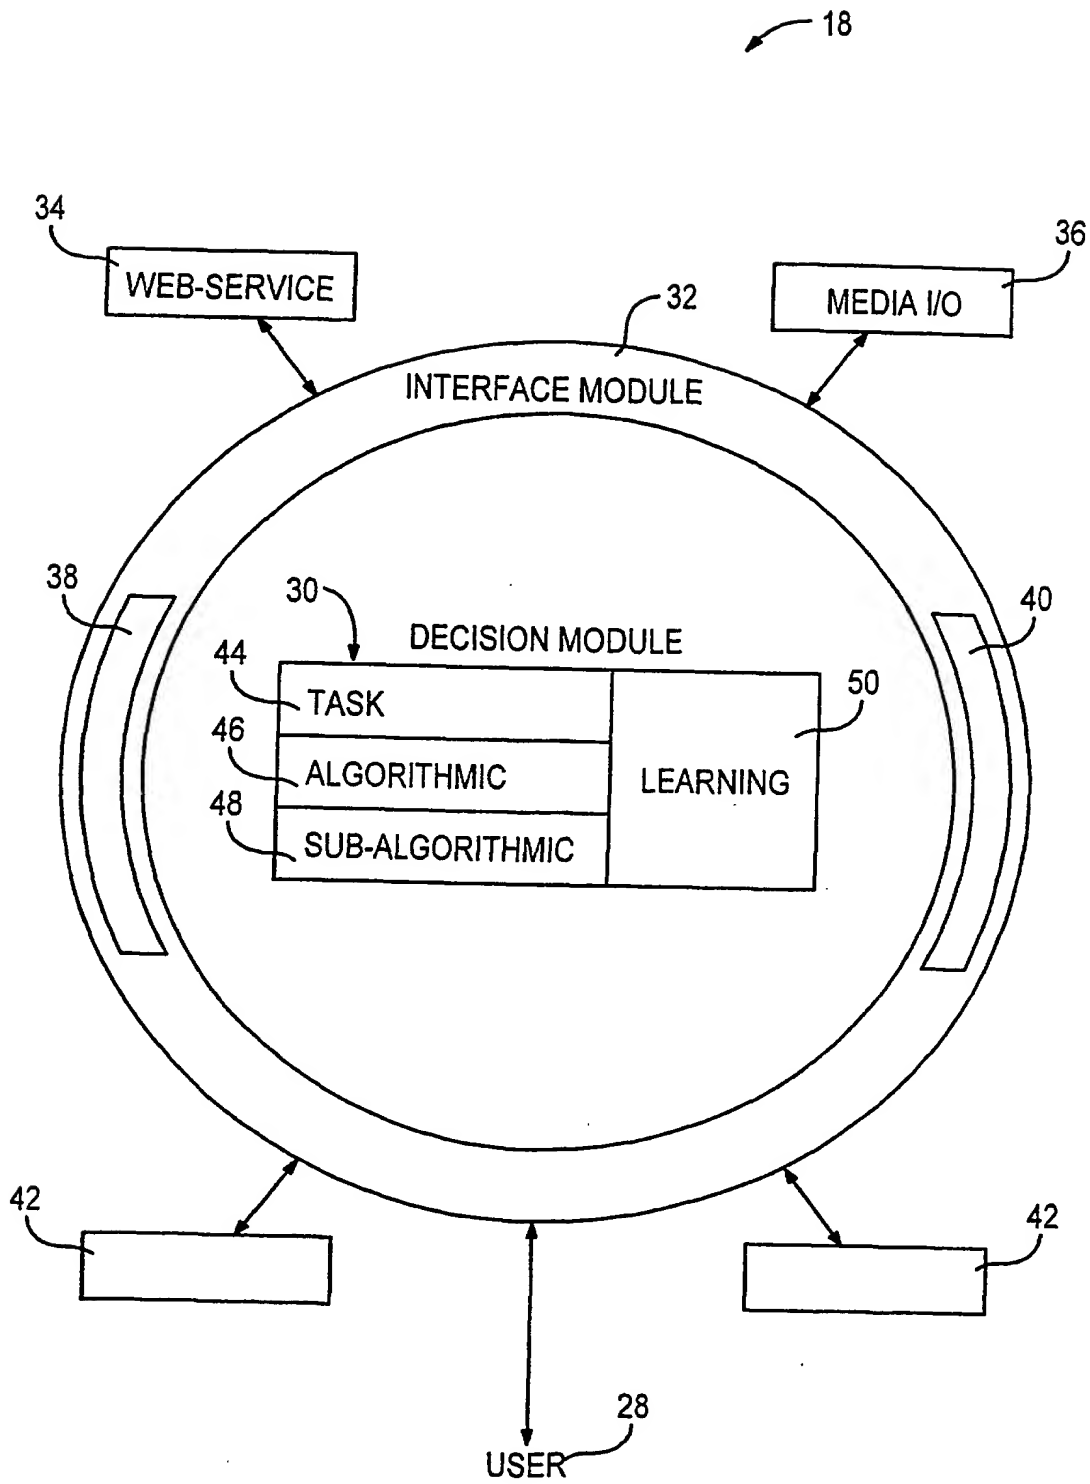 18
34
WEB-SERVICE
36
MEDIA I/O
32
INTERFACE MODULE
38
40
30
DECISION MODULE
44
TASK
50
46
ALGORITHMIC
LEARNING
48
SUB-ALGORITHMIC
42
42
28
USER